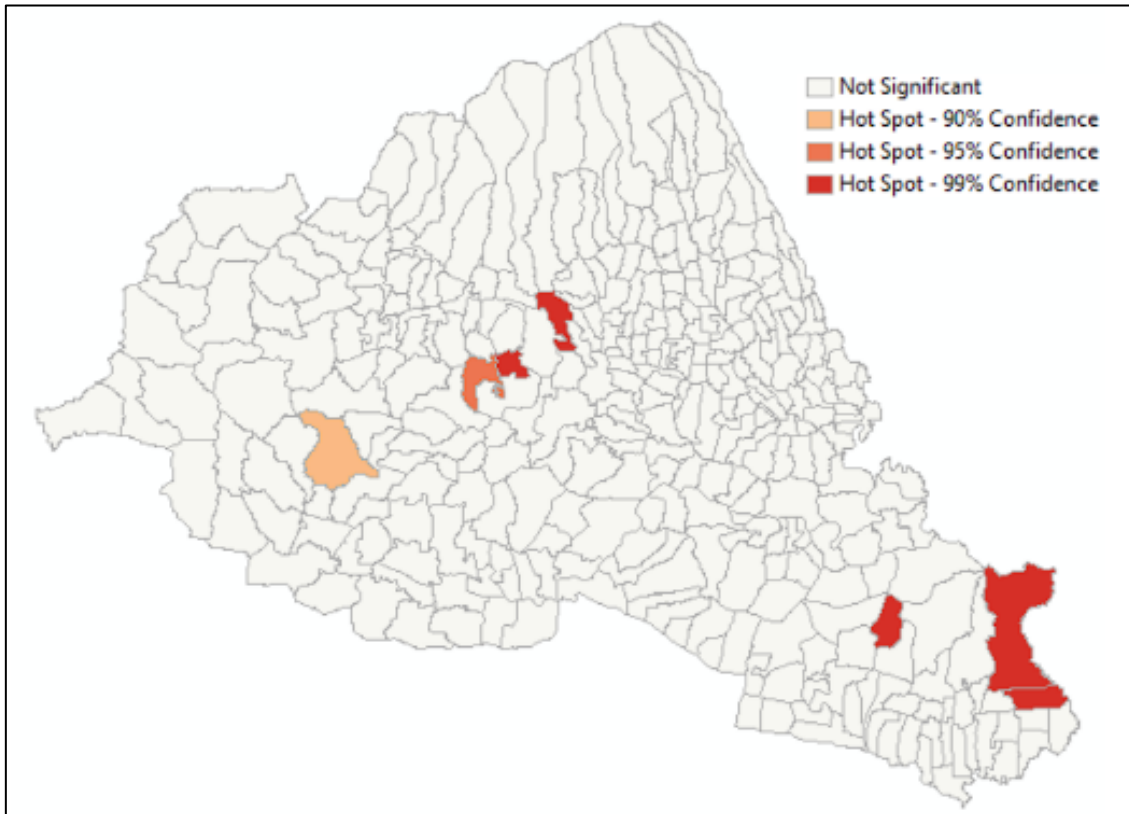 Not Significant
Hot Spot - 90% Confidence
Hot Spot - 95% Confidence
Hot Spot - 99% Confidence